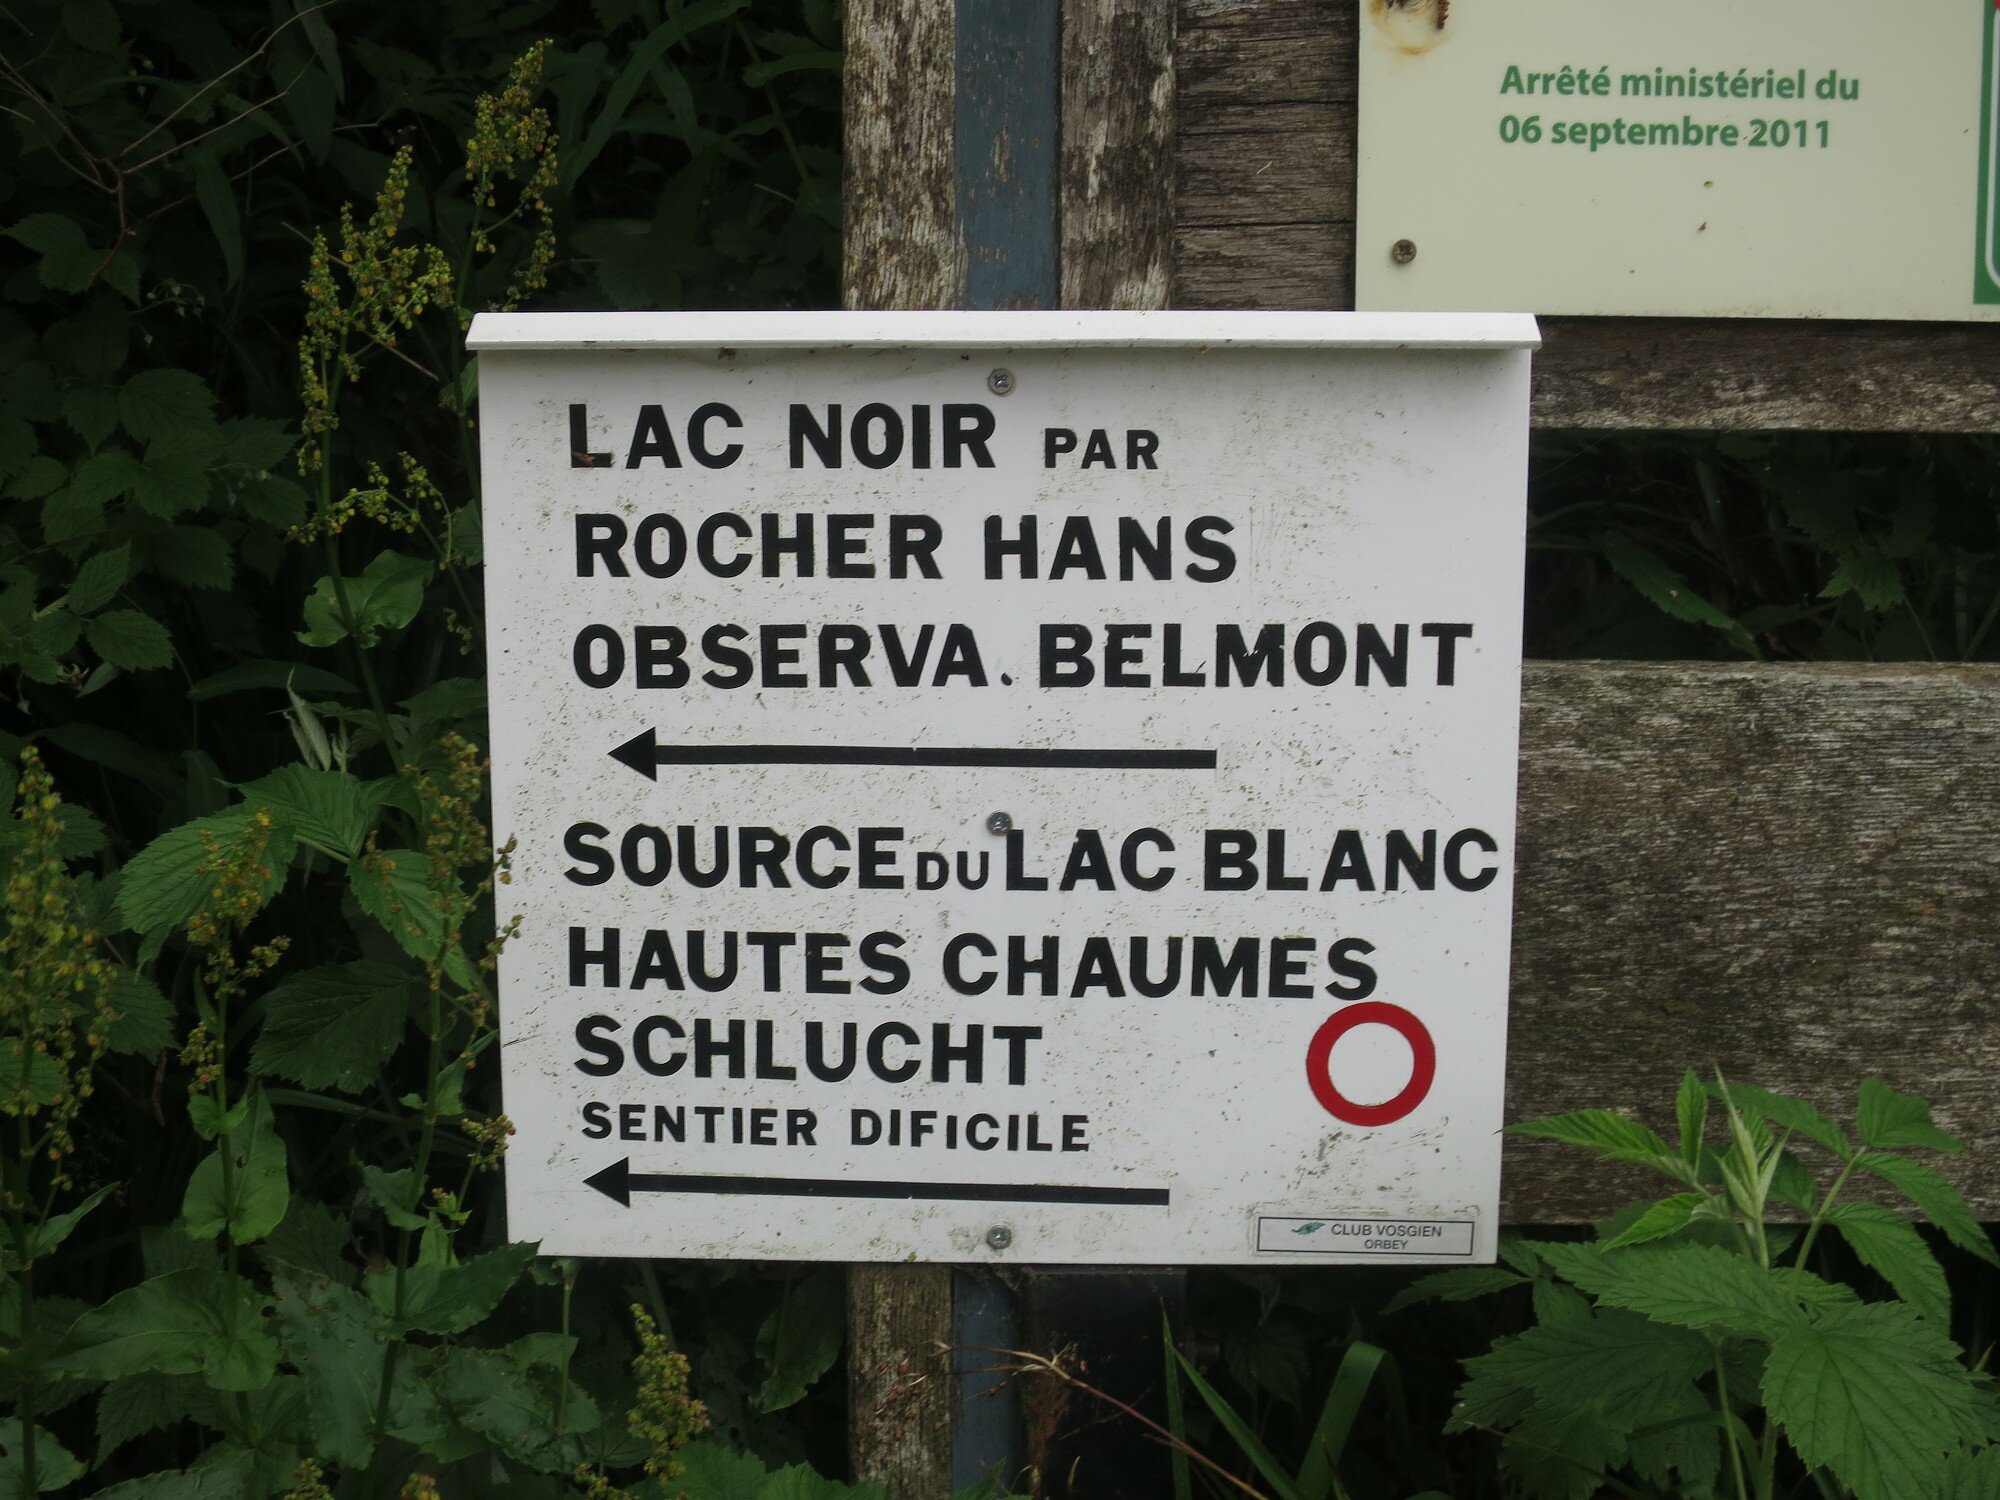 Arrêté ministériel du
06 septembre 2011
LAC NOIR PAR
ROCHER HANS
OBSERVA. BELMONT
SOURCE DU LAC BLANC
HAUTES CHAUMES
SCHLUCHT
SENTIER DIFICILE
CLUB VOSGIEN
ORBEY